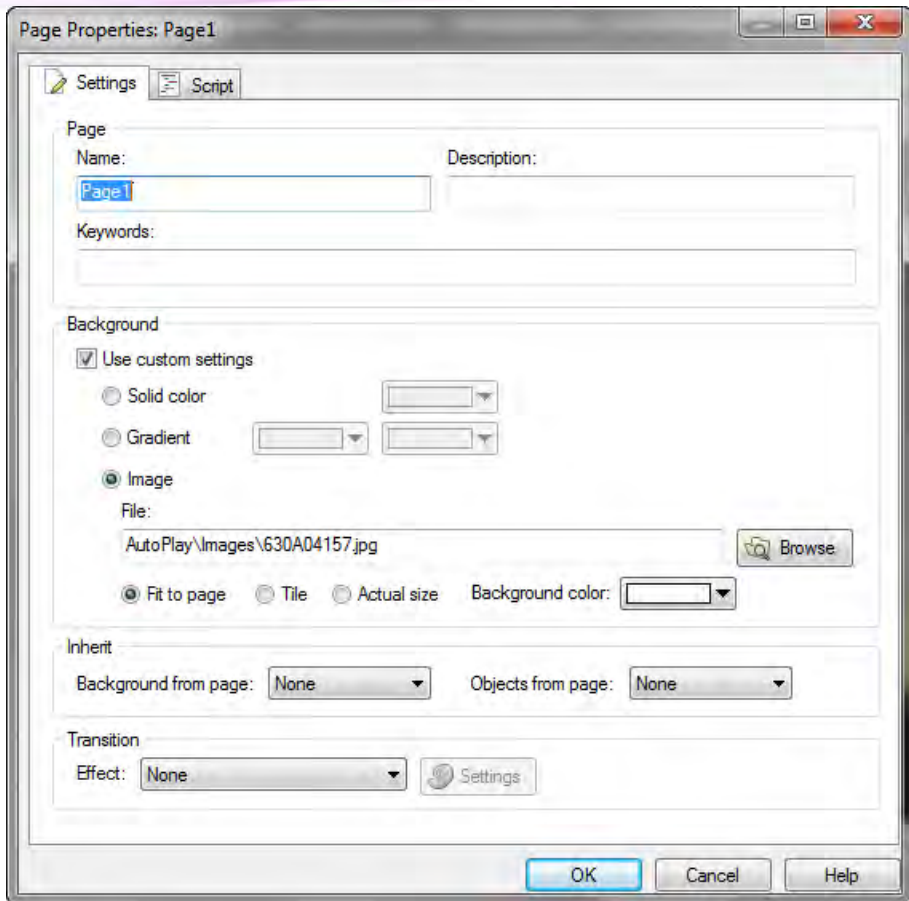 Page Properties: Page1
Settings Script
Page
Name: Description:
Page1
Keywords:
Background
Use custom settings
Solid color
Gradient
Image
File:
AutoPlay\Images\630A04157.jpg Browse
Fit to page Tile Actual size Background color:
Inherit
Background from page: None Objects from page: None
Transition
Effect: None Settings
OK Cancel Help